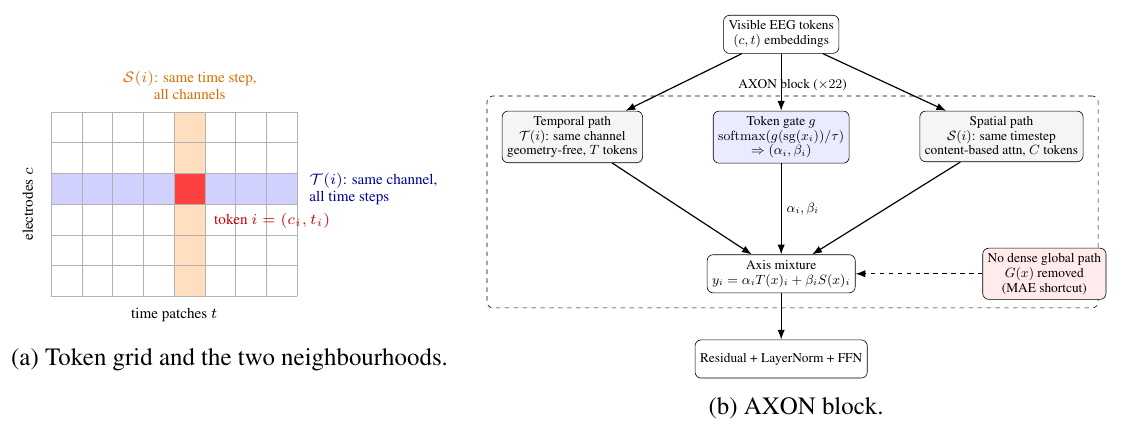 𝒮(i): same time step,
all channels
electrodes c
𝒯(i): same channel,
all time steps
token i = (c_i, t_i)
time patches t
(a) Token grid and the two neighbourhoods.
Visible EEG tokens
(c, t) embeddings
AXON block (×22)
Temporal path
𝒯(i): same channel
geometry-free, T tokens
Token gate g
softmax(g(sg(x_i))/τ)
⇒ (α_i, β_i)
Spatial path
𝒮(i): same timestep
content-based attn, C tokens
α_i, β_i
Axis mixture
y_i = α_iT(x)_i + β_iS(x)_i
No dense global path
G(x) removed
(MAE shortcut)
Residual + LayerNorm + FFN
(b) AXON block.